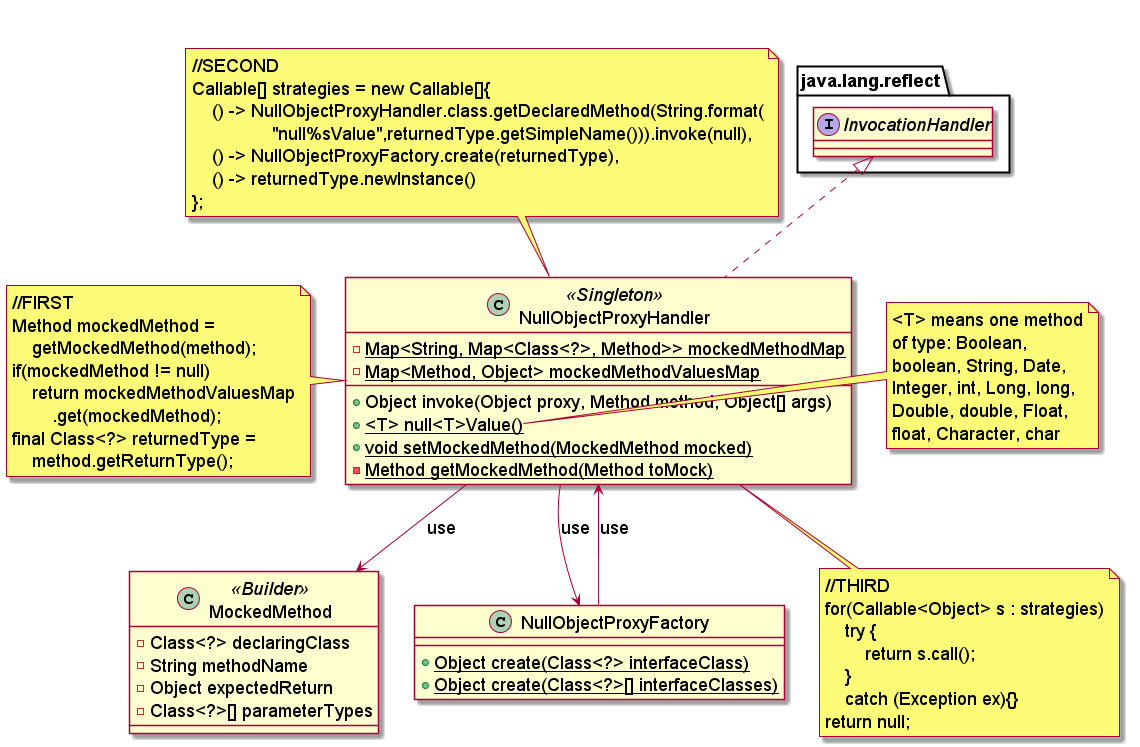 //SECOND
Callable[] strategies = new Callable[]{
() -> NullObjectProxyHandler.class.getDeclaredMethod(String.format(
"null%sValue",returnedType.getSimpleName())).invoke(null),
() -> NullObjectProxyFactory.create(returnedType),
() -> returnedType.newInstance()
};
java.lang.reflect
I InvocationHandler
//FIRST
Method mockedMethod =
getMockedMethod(method);
if(mockedMethod != null)
return mockedMethodValuesMap
.get(mockedMethod);
final Class<?> returnedType =
method.getReturnType();
«Singleton»
C NullObjectProxyHandler
Map<String, Map<Class<?>, Method>> mockedMethodMap
Map<Method, Object> mockedMethodValuesMap
Object invoke(Object proxy, Method method, Object[] args)
<T> null<T>Value()
void setMockedMethod(MockedMethod mocked)
Method getMockedMethod(Method toMock)
<T> means one method
of type: Boolean,
boolean, String, Date,
Integer, int, Long, long,
Double, double, Float,
float, Character, char
use
use
use
«Builder»
C MockedMethod
Class<?> declaringClass
String methodName
Object expectedReturn
Class<?>[] parameterTypes
C NullObjectProxyFactory
Object create(Class<?> interfaceClass)
Object create(Class<?>[] interfaceClasses)
//THIRD
for(Callable<Object> s : strategies)
try {
return s.call();
}
catch (Exception ex){}
return null;